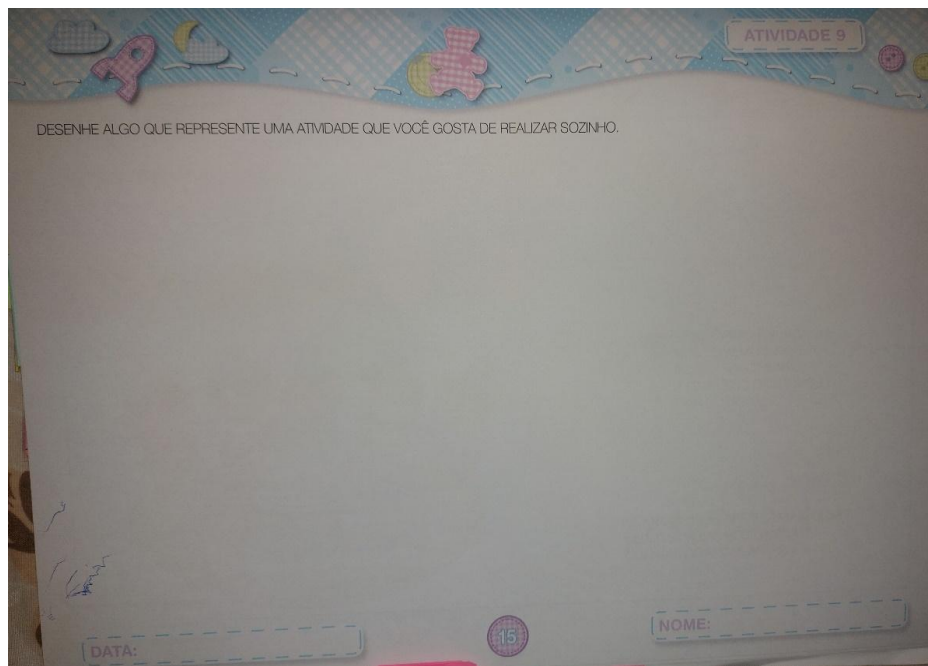 ATIVIDADE 9
DESENHE ALGO QUE REPRESENTE UMA ATIVIDADE QUE VOCÊ GOSTA DE REALIZAR SOZINHO.
DATA:
15
NOME: